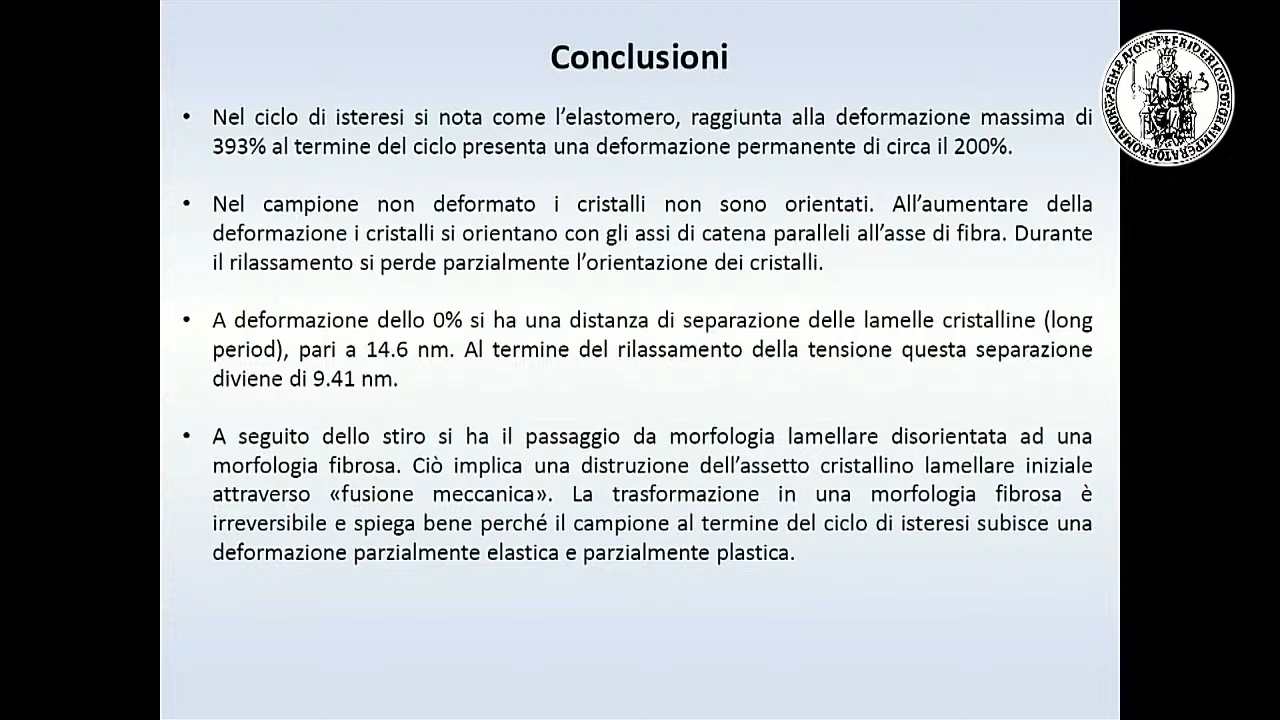 Conclusioni
• Nel ciclo di isteresi si nota come l'elastomero, raggiunta alla deformazione massima di
393% al termine del ciclo presenta una deformazione permanente di circa il 200%.
• Nel campione non deformato i cristalli non sono orientati. All'aumentare della
deformazione i cristalli si orientano con gli assi di catena paralleli all'asse di fibra. Durante
il rilassamento si perde parzialmente l'orientazione dei cristalli.
• A deformazione dello 0% si ha una distanza di separazione delle lamelle cristalline (long
period), pari a 14.6 nm. Al termine del rilassamento della tensione questa separazione
diviene di 9.41 nm.
• A seguito dello stiro si ha il passaggio da morfologia lamellare disorientata ad una
morfologia fibrosa. Ciò implica una distruzione dell'assetto cristallino lamellare iniziale
attraverso «fusione meccanica». La trasformazione in una morfologia fibrosa è
irreversibile e spiega bene perché il campione al termine del ciclo di isteresi subisce una
deformazione parzialmente elastica e parzialmente plastica.